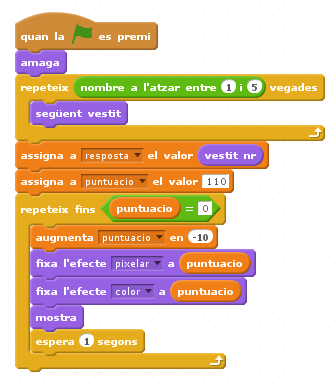 quan la es premi
amaga
repeteix nombre a l'atzar entre 1 i 5 vegades
següent vestit
assigna a resposta el valor vestit nr
assigna a puntuacio el valor 110
repeteix fins puntuacio = 0
augmenta puntuacio en -10
fixa l'efecte pixelar a puntuacio
fixa l'efecte color a puntuacio
mostra
espera 1 segons